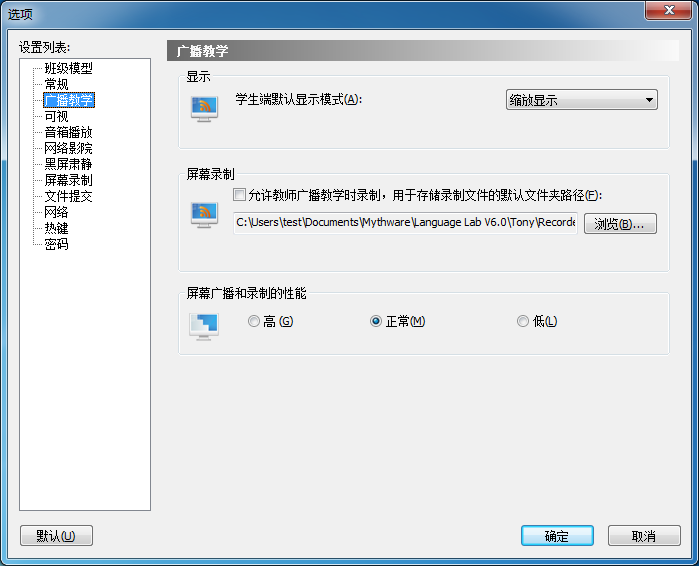 选项
设置列表:
班级模型
常规
广播教学
可视
音箱播放
网络影院
黑屏肃静
屏幕录制
文件提交
网络
热键
密码
广播教学
显示
学生端默认显示模式(A):
缩放显示
屏幕录制
允许教师广播教学时录制，用于存储录制文件的默认文件夹路径(F):
C:\Users\test\Documents\Mythware\Language Lab V6.0\Tony\Recorde
浏览(B)...
屏幕广播和录制的性能
高 (G)
正常(M)
低(L)
默认(U)
确定
取消